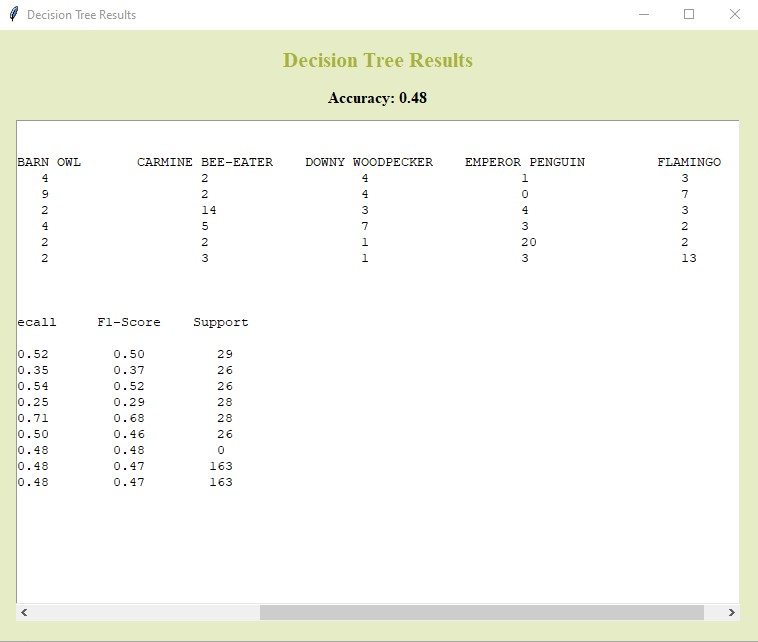 Decision Tree Results
Decision Tree Results
Accuracy: 0.48
BARN OWL CARMINE BEE-EATER DOWNY WOODPECKER EMPEROR PENGUIN FLAMINGO
4 2 4 1 3
9 2 4 0 7
2 14 3 4 3
4 5 7 3 2
2 2 1 20 2
2 3 1 3 13
ecall F1-Score Support
0.52 0.50 29
0.35 0.37 26
0.54 0.52 26
0.25 0.29 28
0.71 0.68 28
0.50 0.46 26
0.48 0.48 0
0.48 0.47 163
0.48 0.47 163